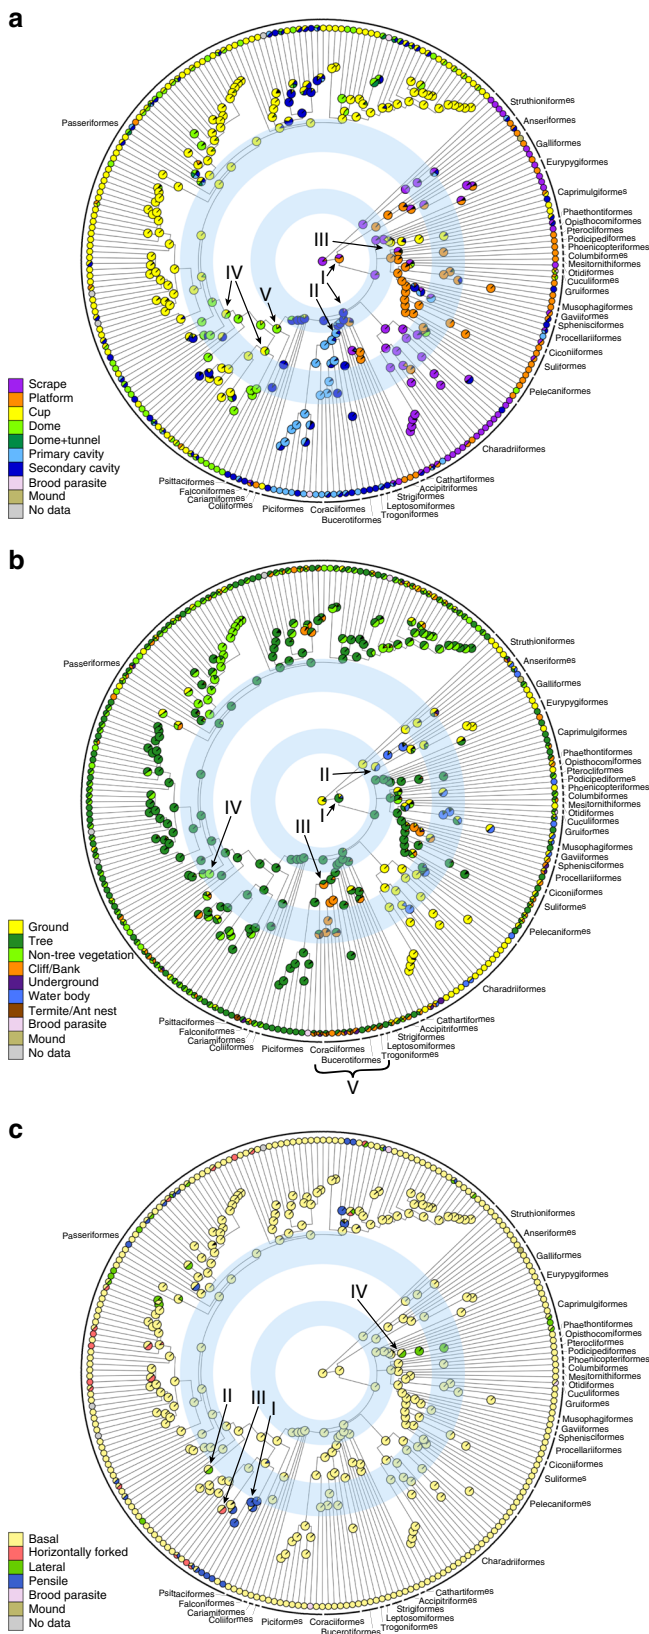 a
Struthioniformes
Anseriformes
Galliformes
Eurypygiformes
Caprimulgiformes
Phaethontiformes
Opisthocomiformes
Pterocliformes
Podicipediformes
Phoenicopteriformes
Columbiformes
Mesitornithiformes
Otidiformes
Cuculiformes
Gruiformes
Musophagiformes
Gaviiformes
Sphenisciformes
Procellariiformes
Ciconiiformes
Suliformes
Pelecaniformes
Charadriiformes
Cathartiformes
Accipitriformes
Strigiformes
Leptosomiformes
Trogoniformes
Bucerotiformes
Coraciiformes
Piciformes
Coliiformes
Cariamiformes
Falconiformes
Psittaciformes
Passeriformes
III
I
II
IV
V
Scrape
Platform
Cup
Dome
Dome+tunnel
Primary cavity
Secondary cavity
Brood parasite
Mound
No data
b
Struthioniformes
Anseriformes
Galliformes
Eurypygiformes
Caprimulgiformes
Phaethontiformes
Opisthocomiformes
Pterocliformes
Podicipediformes
Phoenicopteriformes
Columbiformes
Mesitornithiformes
Otidiformes
Cuculiformes
Gruiformes
Musophagiformes
Gaviiformes
Sphenisciformes
Procellariiformes
Ciconiiformes
Suliformes
Pelecaniformes
Charadriiformes
Cathartiformes
Accipitriformes
Strigiformes
Leptosomiformes
Trogoniformes
Bucerotiformes
Coraciiformes
Piciformes
Coliiformes
Cariamiformes
Falconiformes
Psittaciformes
Passeriformes
II
I
III
IV
V
Ground
Tree
Non-tree vegetation
Cliff/Bank
Underground
Water body
Termite/Ant nest
Brood parasite
Mound
No data
c
Struthioniformes
Anseriformes
Galliformes
Eurypygiformes
Caprimulgiformes
Phaethontiformes
Opisthocomiformes
Pterocliformes
Podicipediformes
Phoenicopteriformes
Columbiformes
Mesitornithiformes
Otidiformes
Cuculiformes
Gruiformes
Musophagiformes
Gaviiformes
Sphenisciformes
Procellariiformes
Ciconiiformes
Suliformes
Pelecaniformes
Charadriiformes
Cathartiformes
Accipitriformes
Strigiformes
Leptosomiformes
Trogoniformes
Bucerotiformes
Coraciiformes
Piciformes
Coliiformes
Cariamiformes
Falconiformes
Psittaciformes
Passeriformes
IV
II
III
I
Basal
Horizontally forked
Lateral
Pensile
Brood parasite
Mound
No data